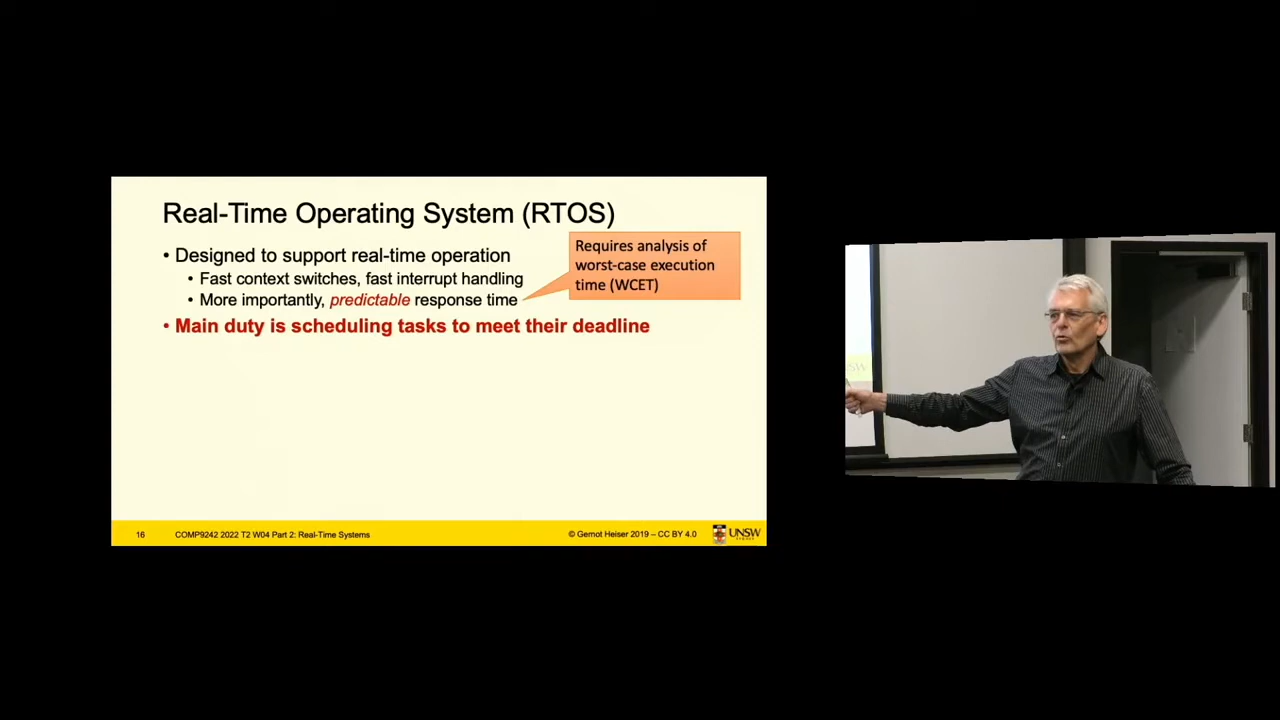 Real-Time Operating System (RTOS)
• Designed to support real-time operation
• Fast context switches, fast interrupt handling
• More importantly, predictable response time
Requires analysis of
worst-case execution
time (WCET)
• Main duty is scheduling tasks to meet their deadline
16 COMP9242 2022 T2 W04 Part 2: Real-Time Systems © Gernot Heiser 2019 – CC BY 4.0 UNSW
SYDNEY